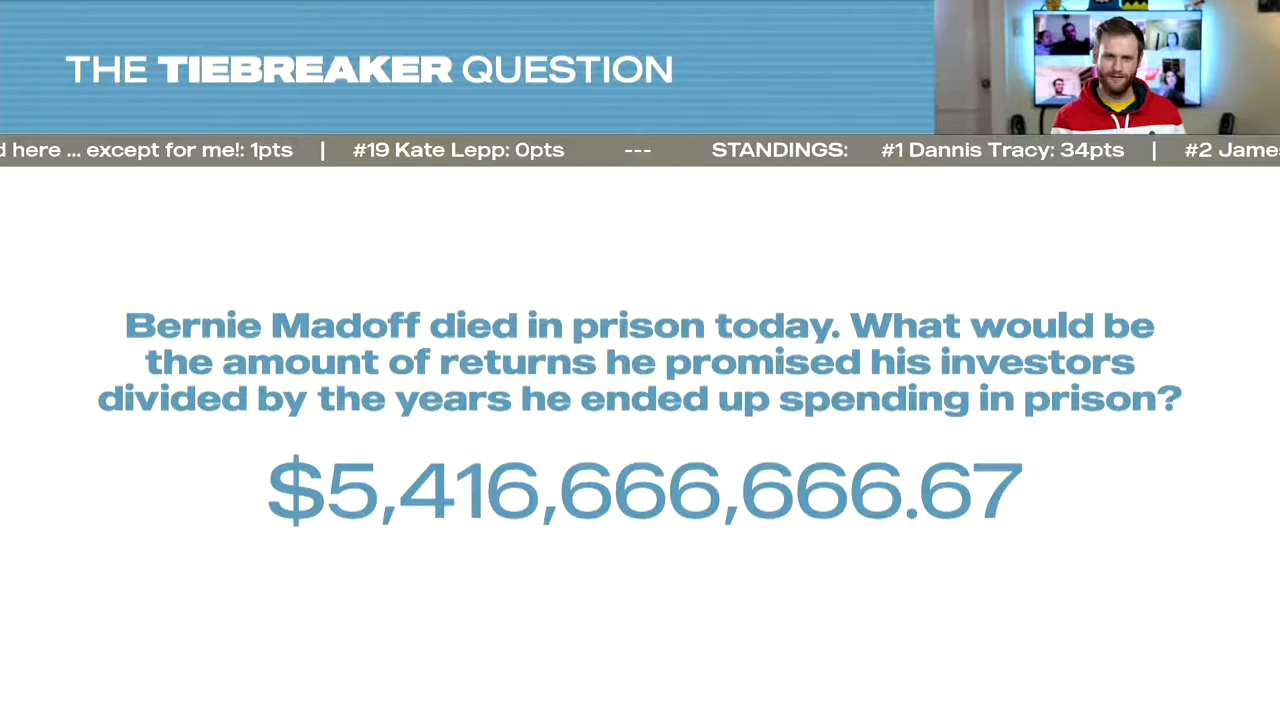 THE TIEBREAKER QUESTION
here ... except for me!: 1pts | #19 Kate Lepp: 0pts --- STANDINGS: #1 Dannis Tracy: 34pts | #2 James
Bernie Madoff died in prison today. What would be
the amount of returns he promised his investors
divided by the years he ended up spending in prison?
$5,416,666,666.67